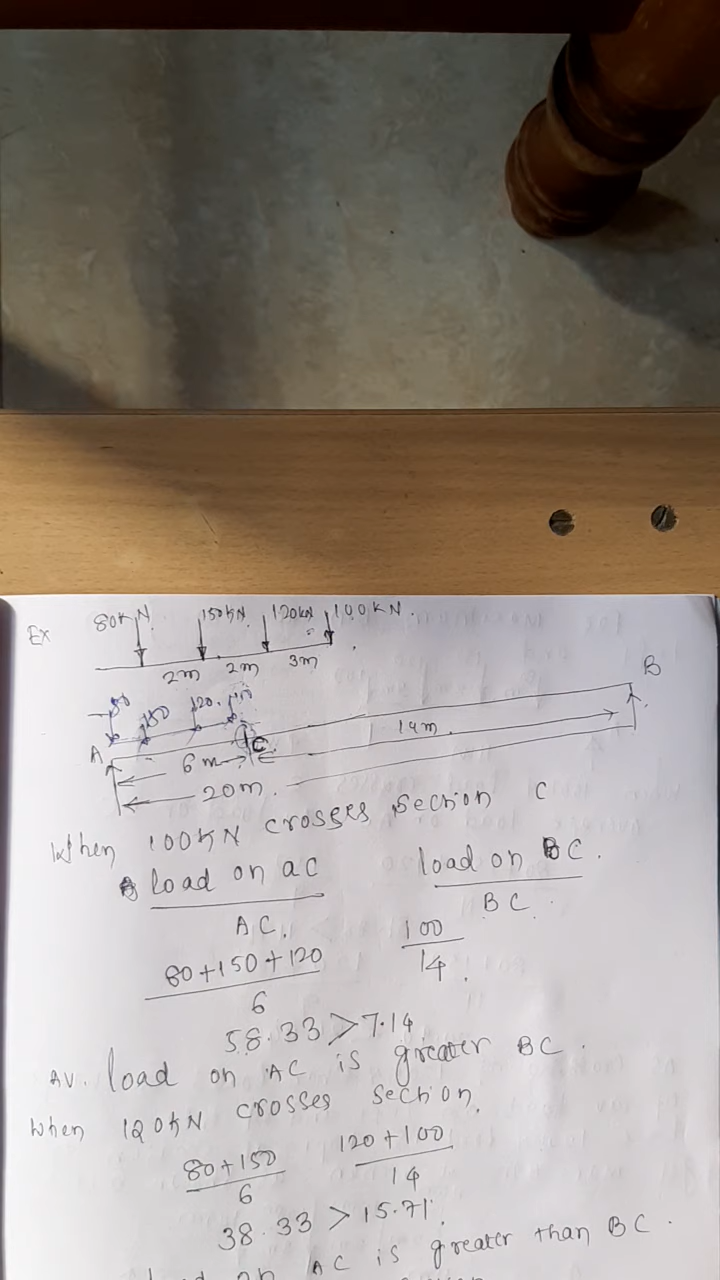 Ex 80KN 150KN 120KN 100KN.
2m 2m 3m
80 120. B
A C 14m.
6m
20m.
When 100KN crosses section C
load on ac load on BC.
AC. BC.
80+150+120 100
6 14.
58.33 > 7.14
AV. load on AC is greater BC.
When 120KN crosses section.
80+150 120+100
6 14
38.33 > 15.71.
load on AC is greater than BC.